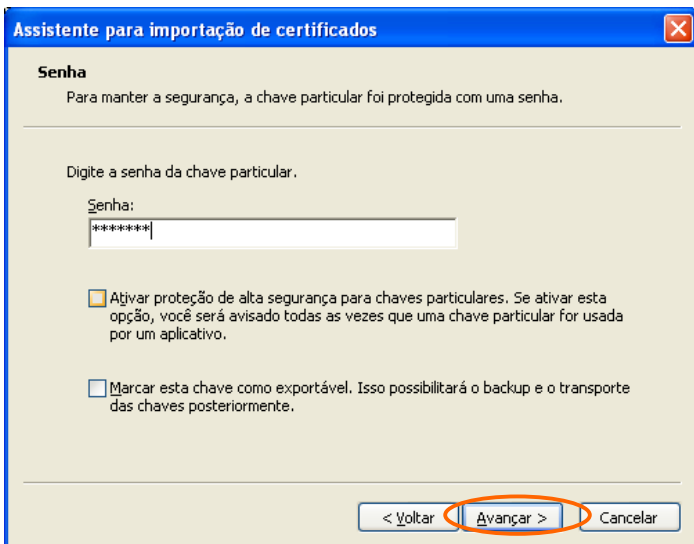 Assistente para importação de certificados
Senha
Para manter a segurança, a chave particular foi protegida com uma senha.
Digite a senha da chave particular.
Senha:
*******
Ativar proteção de alta segurança para chaves particulares. Se ativar esta
opção, você será avisado todas as vezes que uma chave particular for usada
por um aplicativo.
Marcar esta chave como exportável. Isso possibilitará o backup e o transporte
das chaves posteriormente.
< Voltar
Avançar >
Cancelar